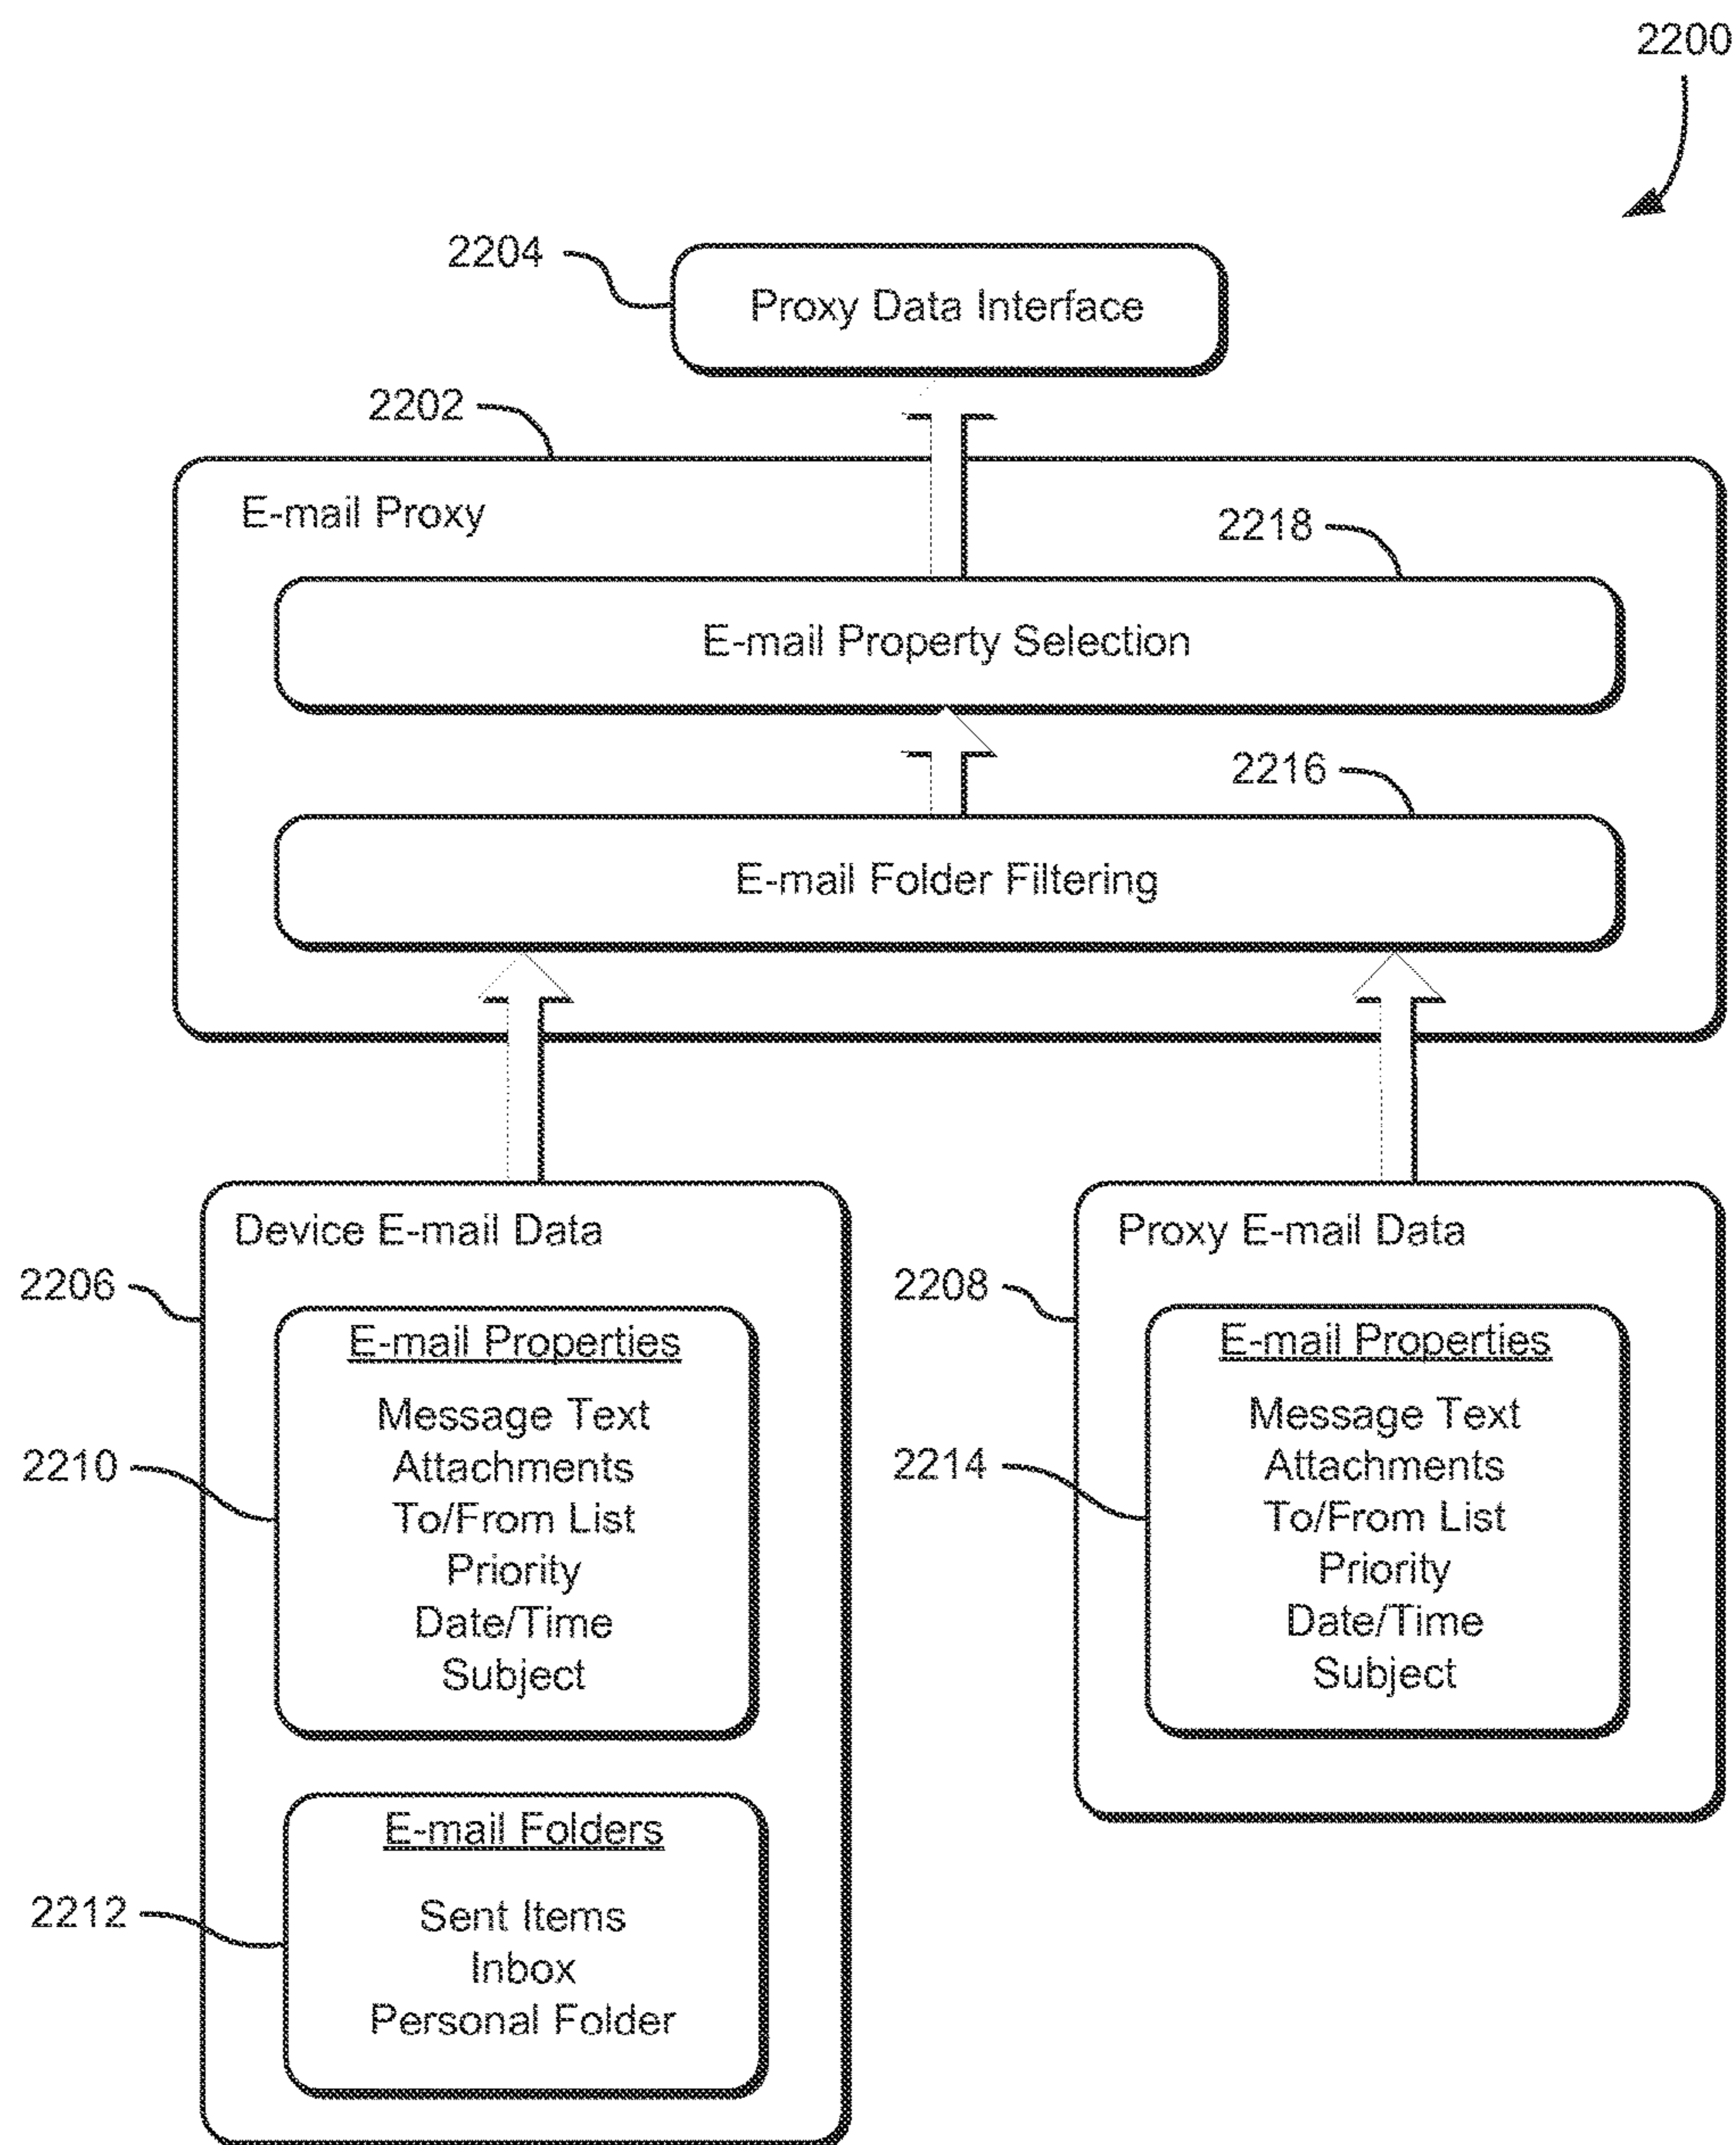 2200
2204
Proxy Data Interface
2202
E-mail Proxy
2218
E-mail Property Selection
2216
E-mail Folder Filtering
Device E-mail Data
2206
E-mail Properties
Message Text
Attachments
2210
To/From List
Priority
Date/Time
Subject
E-mail Folders
2212
Sent Items
Inbox
Personal Folder
Proxy E-mail Data
2208
E-mail Properties
Message Text
Attachments
2214
To/From List
Priority
Date/Time
Subject